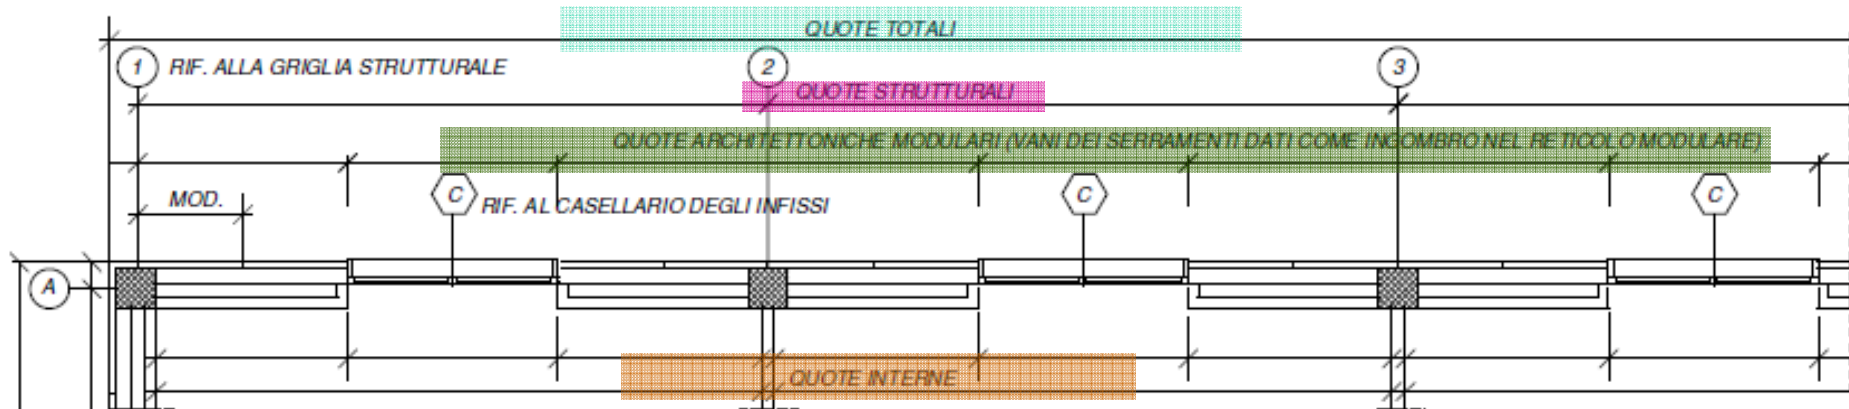 QUOTE TOTALI
1 RIF. ALLA GRIGLIA STRUTTURALE 2 3
QUOTE STRUTTURALI
QUOTE ARCHITETTONICHE MODULARI (VANI DEI SERRAMENTI DATI COME INCOMBRO NEL RETICOLO MODULARE)
MOD. C RIF. AL CASELLARIO DEGLI INFISSI C C
A
QUOTE INTERNE